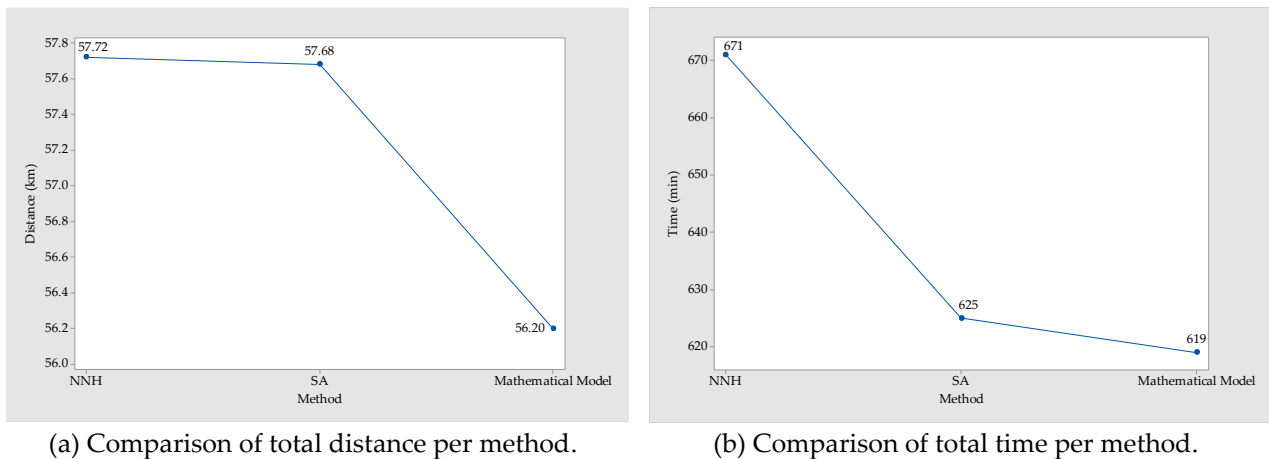 57.8
57.6
57.4
57.2
57.0
56.8
56.6
56.4
56.2
56.0
Distance (km)
57.72
57.68
56.20
NNH
SA
Mathematical Model
Method
(a) Comparison of total distance per method.
670
660
650
640
630
620
Time (min)
671
625
619
NNH
SA
Mathematical Model
Method
(b) Comparison of total time per method.